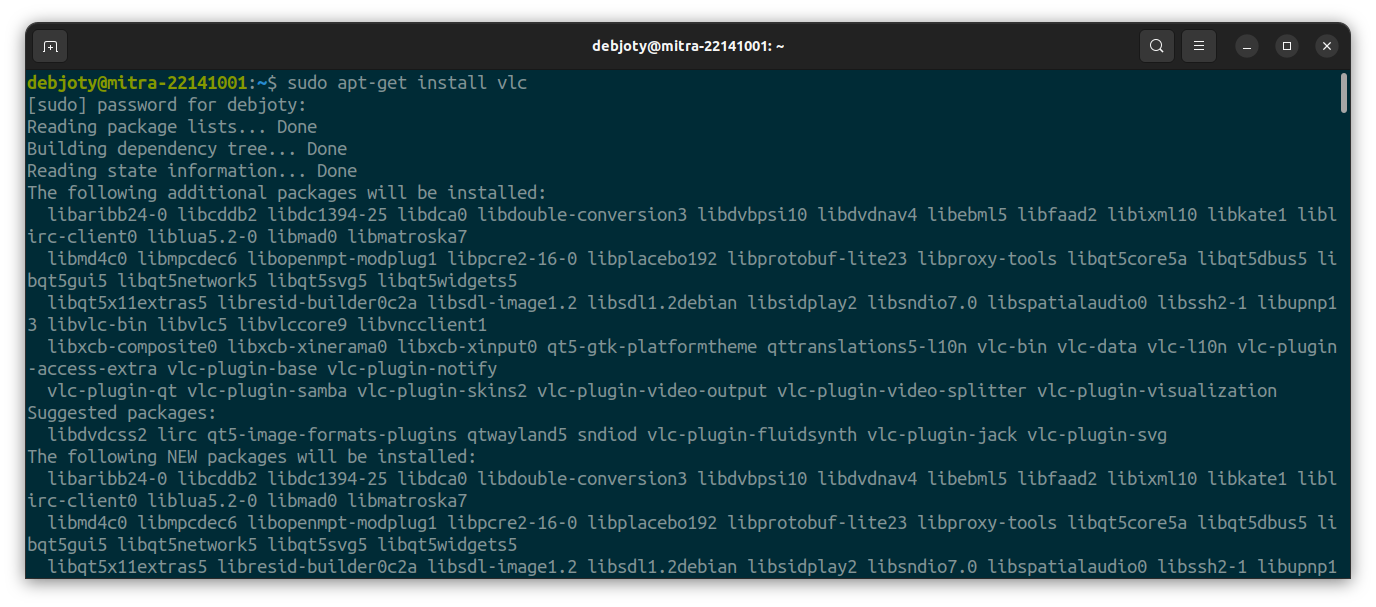 debjoty@mitra-22141001: ~
debjoty@mitra-22141001:~$ sudo apt-get install vlc
[sudo] password for debjoty:
Reading package lists... Done
Building dependency tree... Done
Reading state information... Done
The following additional packages will be installed:
  libaribb24-0 libcddb2 libdc1394-25 libdca0 libdouble-conversion3 libdvbpsi10 libdvdnav4 libebml5 libfaad2 libixml10 libkate1 libl
irc-client0 liblua5.2-0 libmad0 libmatroska7
  libmd4c0 libmpcdec6 libopenmpt-modplug1 libpcre2-16-0 libplacebo192 libprotobuf-lite23 libproxy-tools libqt5core5a libqt5dbus5 li
bqt5gui5 libqt5network5 libqt5svg5 libqt5widgets5
  libqt5x11extras5 libresid-builder0c2a libsdl-image1.2 libsdl1.2debian libsidplay2 libsndio7.0 libspatialaudio0 libssh2-1 libupnp1
3 libvlc-bin libvlc5 libvlccore9 libvncclient1
  libxcb-composite0 libxcb-xinerama0 libxcb-xinput0 qt5-gtk-platformtheme qttranslations5-l10n vlc-bin vlc-data vlc-l10n vlc-plugin
-access-extra vlc-plugin-base vlc-plugin-notify
  vlc-plugin-qt vlc-plugin-samba vlc-plugin-skins2 vlc-plugin-video-output vlc-plugin-video-splitter vlc-plugin-visualization
Suggested packages:
  libdvdcss2 lirc qt5-image-formats-plugins qtwayland5 sndiod vlc-plugin-fluidsynth vlc-plugin-jack vlc-plugin-svg
The following NEW packages will be installed:
  libaribb24-0 libcddb2 libdc1394-25 libdca0 libdouble-conversion3 libdvbpsi10 libdvdnav4 libebml5 libfaad2 libixml10 libkate1 libl
irc-client0 liblua5.2-0 libmad0 libmatroska7
  libmd4c0 libmpcdec6 libopenmpt-modplug1 libpcre2-16-0 libplacebo192 libprotobuf-lite23 libproxy-tools libqt5core5a libqt5dbus5 li
bqt5gui5 libqt5network5 libqt5svg5 libqt5widgets5
  libqt5x11extras5 libresid-builder0c2a libsdl-image1.2 libsdl1.2debian libsidplay2 libsndio7.0 libspatialaudio0 libssh2-1 libupnp1